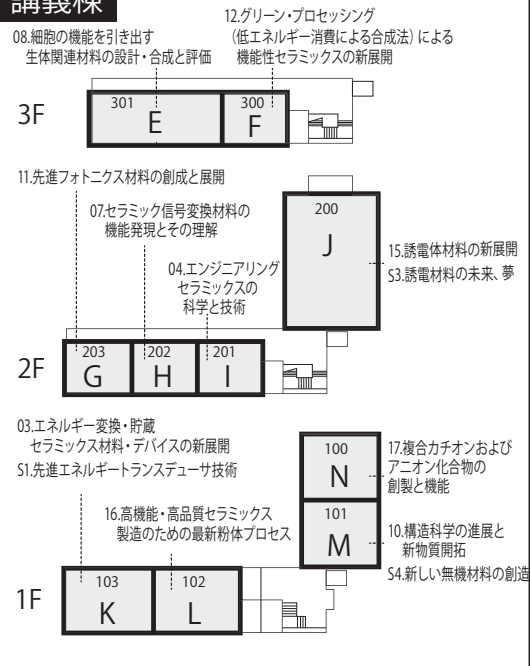 講義棟
12.グリーン・プロセッシング
（低エネルギー消費による合成法）による
機能性セラミックスの新展開
08.細胞の機能を引き出す
生体関連材料の設計・合成と評価
3F
301
E
300
F
11.先進フォトニクス材料の創成と展開
07.セラミック信号変換材料の
機能発現とその理解
04.エンジニアリング
セラミックスの
科学と技術
200
J
15.誘電体材料の新展開
S3.誘電材料の未来、夢
2F
203
G
202
H
201
I
03.エネルギー変換・貯蔵
セラミックス材料・デバイスの新展開
S1.先進エネルギートランスデューサ技術
16.高機能・高品質セラミックス
製造のための最新粉体プロセス
100
N
17.複合カチオンおよび
アニオン化合物の
創製と機能
101
M
10.構造科学の進展と
新物質開拓
S4.新しい無機材料の創造
1F
103
K
102
L